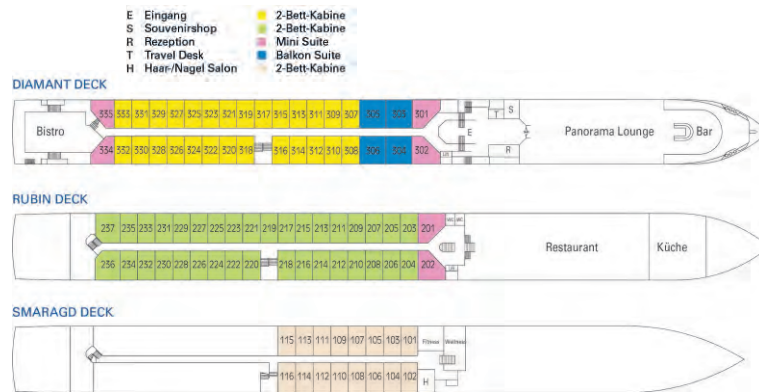 E Eingang 2-Bett-Kabine
S Souvenirshop 2-Bett-Kabine
R Rezeption Mini Suite
T Travel Desk Balkon Suite
H Haar-/Nagel Salon 2-Bett-Kabine
DIAMANT DECK
335 333 331 329 327 325 323 321 319 317 315 313 311 309 307 305 303 301
S
T
Bistro E Panorama Lounge Bar
R
334 332 330 328 326 324 322 320 318 316 314 312 310 308 306 304 302
RUBIN DECK
237 235 233 231 229 227 225 223 221 219 217 215 213 211 209 207 205 203 201
Restaurant Küche
236 234 232 230 228 226 224 222 220 218 216 214 212 210 208 206 204 202
SMARAGD DECK
115 113 111 109 107 105 103 101 Fitness Wellness
116 114 112 110 108 106 104 102 H